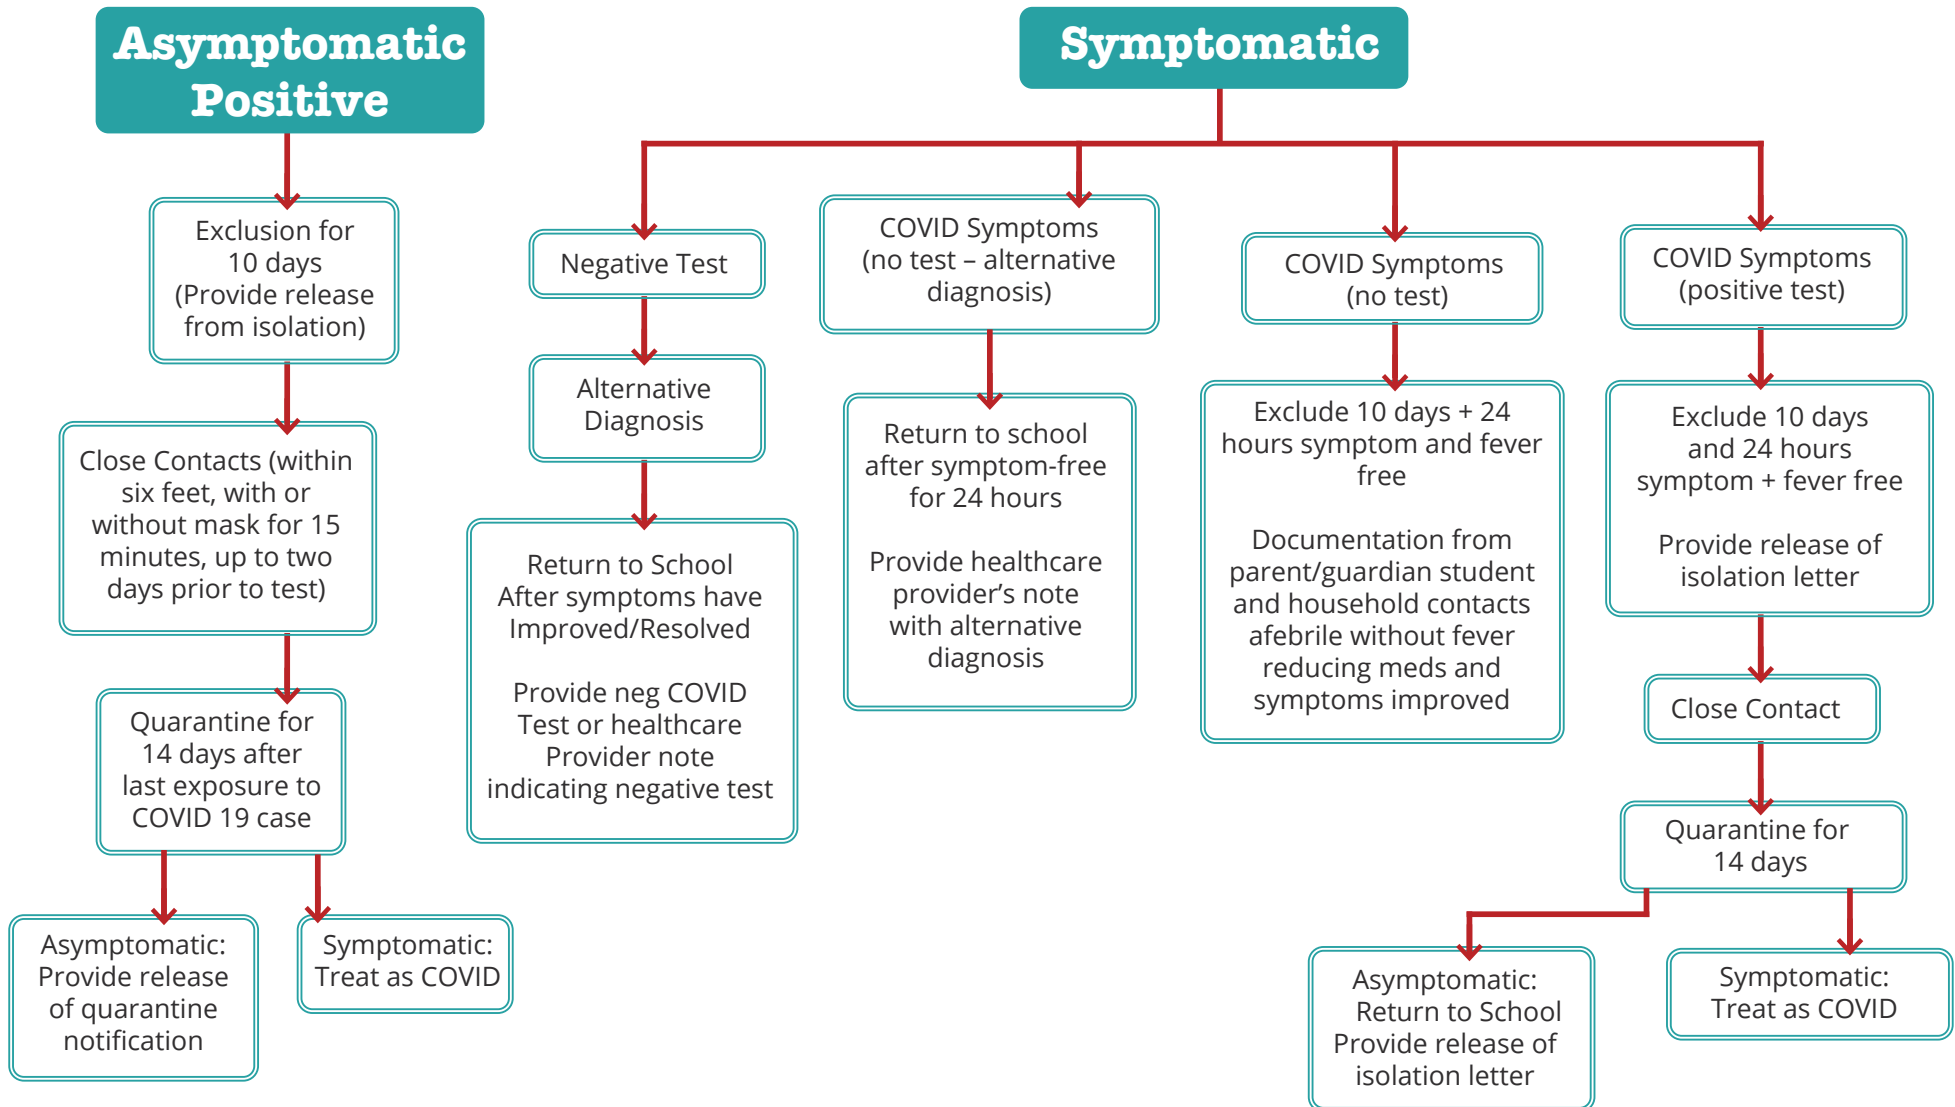 Asymptomatic
Positive
Exclusion for
10 days
(Provide release
from isolation)
Close Contacts (within
six feet, with or
without mask for 15
minutes, up to two
days prior to test)
Quarantine for
14 days after
last exposure to
COVID 19 case
Asymptomatic:
Provide release
of quarantine
notification
Symptomatic:
Treat as COVID
Symptomatic
Negative Test
Alternative
Diagnosis
Return to School
After symptoms have
Improved/Resolved
Provide neg COVID
Test or healthcare
Provider note
indicating negative test
COVID Symptoms
(no test – alternative
diagnosis)
Return to school
after symptom-free
for 24 hours
Provide healthcare
provider’s note
with alternative
diagnosis
COVID Symptoms
(no test)
Exclude 10 days + 24
hours symptom and fever
free
Documentation from
parent/guardian student
and household contacts
afebrile without fever
reducing meds and
symptoms improved
COVID Symptoms
(positive test)
Exclude 10 days
and 24 hours
symptom + fever free
Provide release of
isolation letter
Close Contact
Quarantine for
14 days
Asymptomatic:
Return to School
Provide release of
isolation letter
Symptomatic:
Treat as COVID